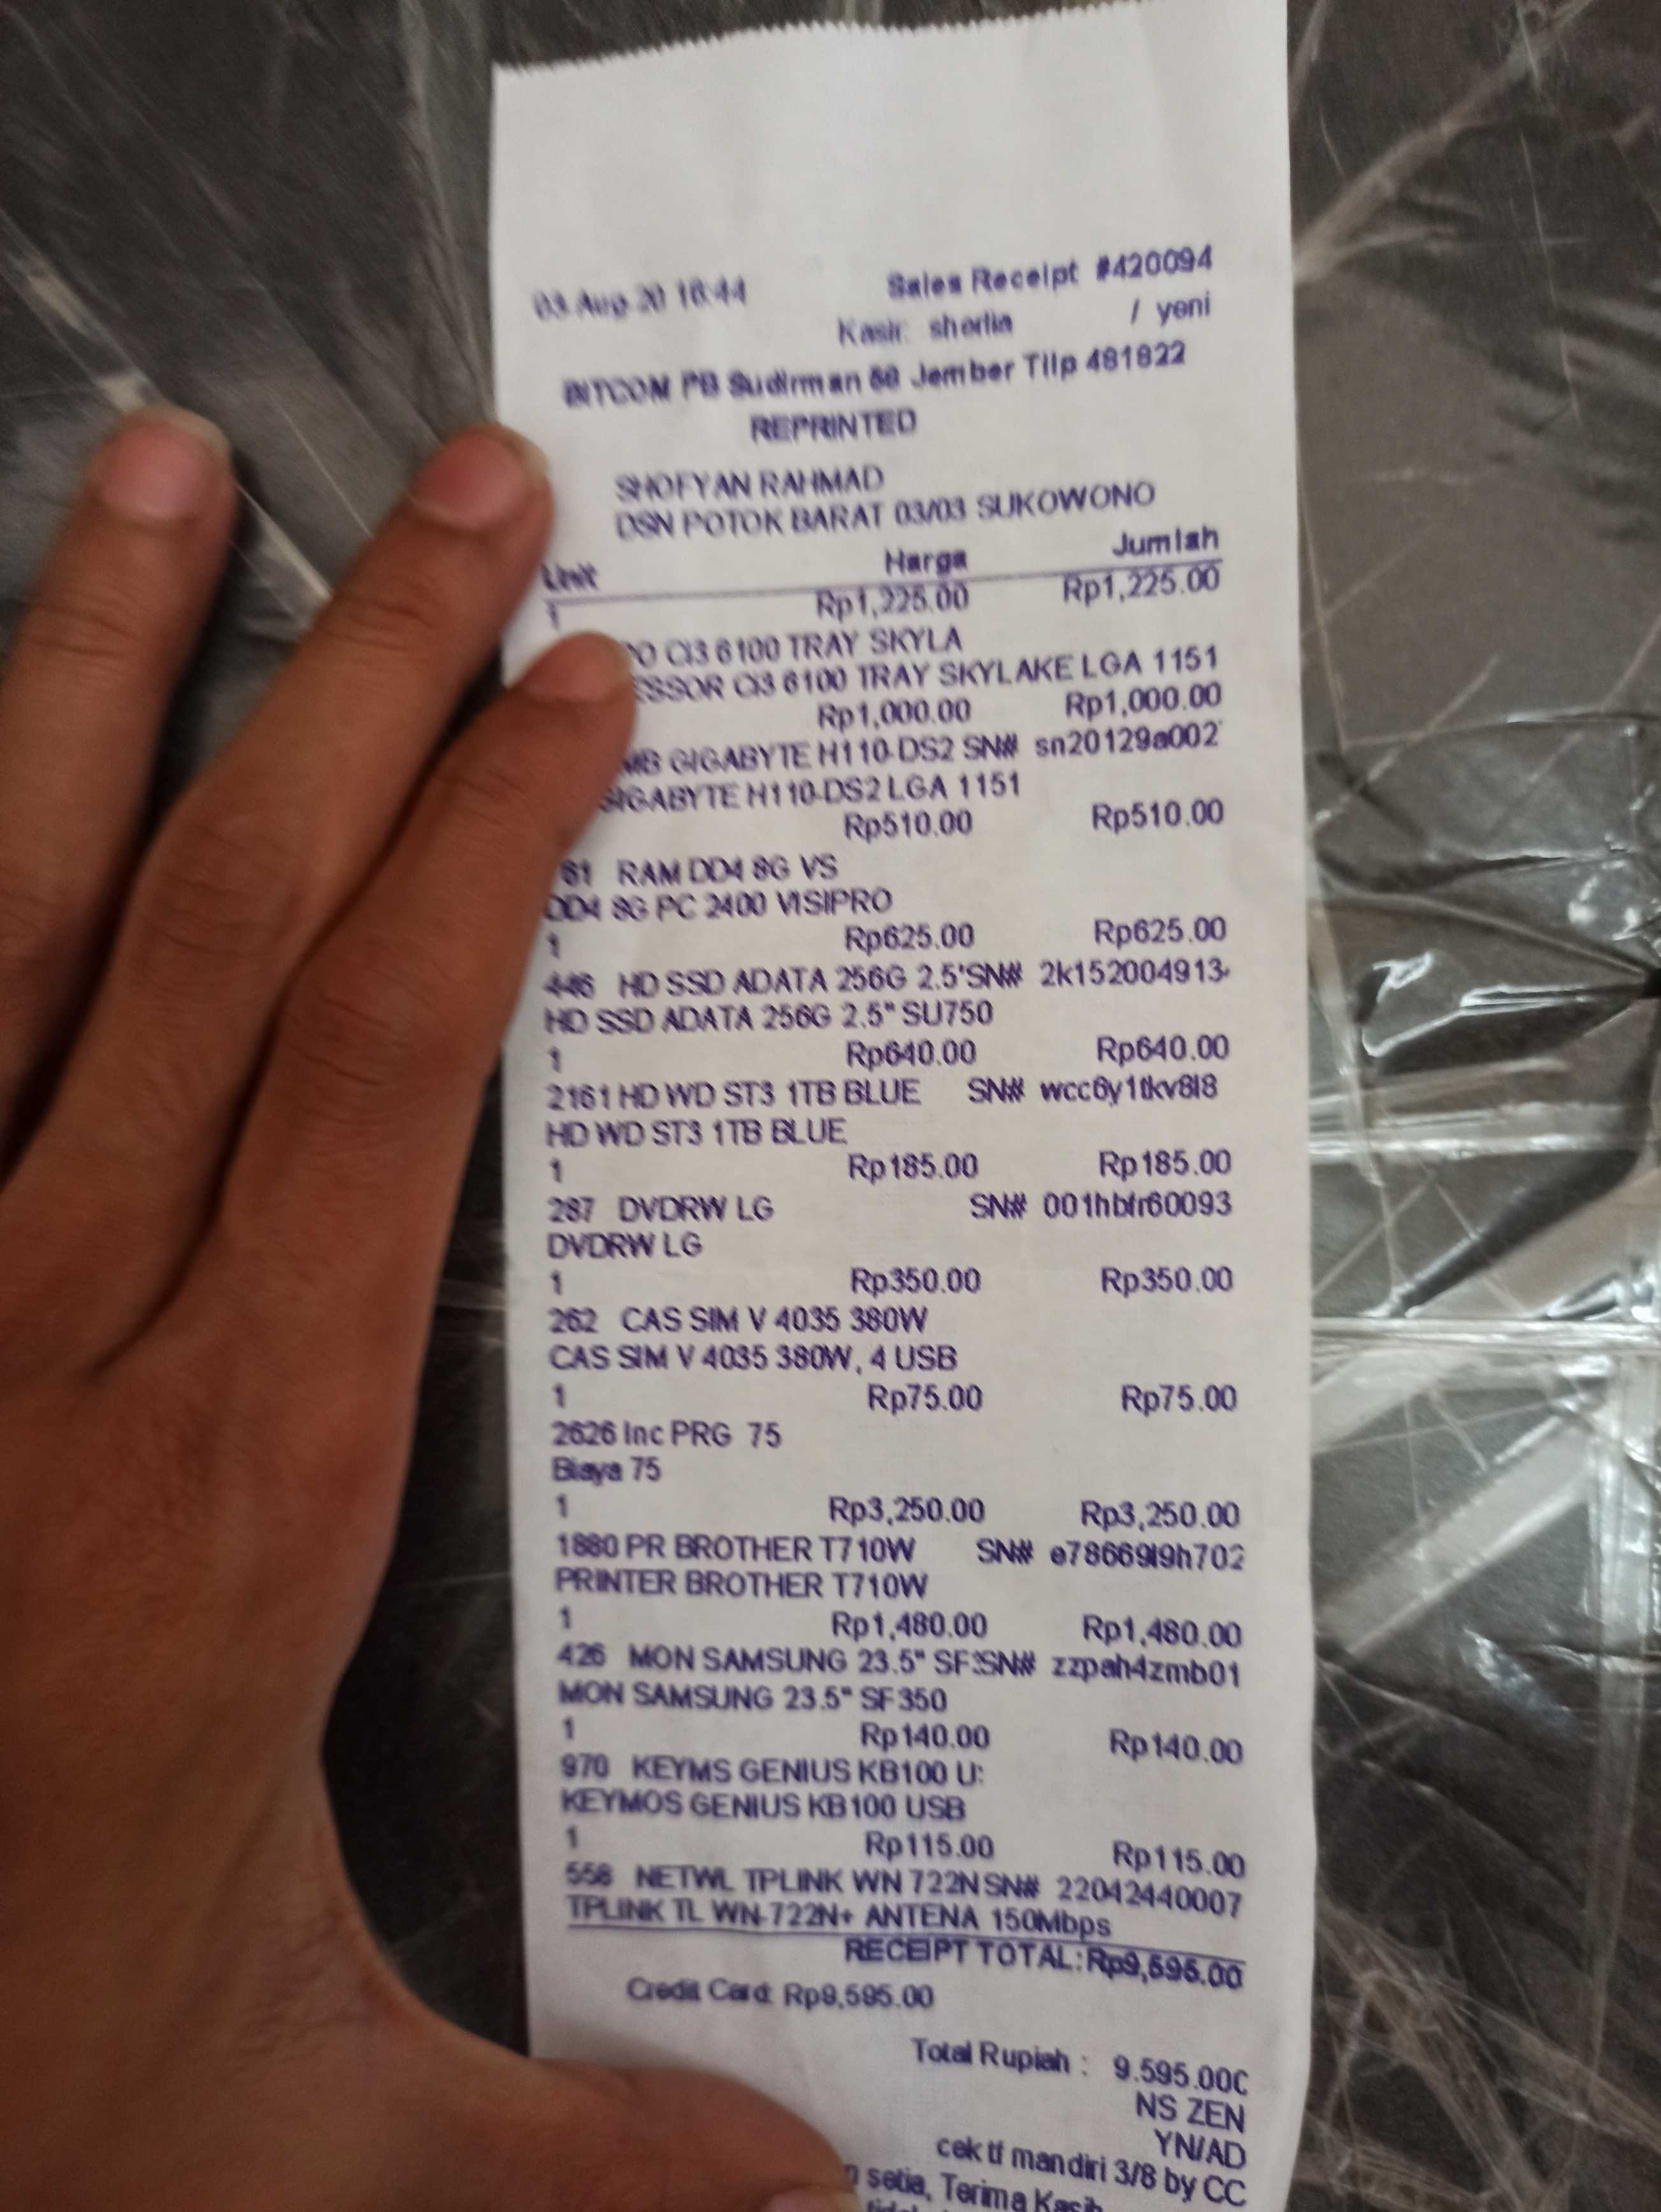 03-Aug-20 16:44 Sales Receipt #420094
Kasir: sherlia / yeni
BITCOM PB Sudirman Jember Tllp 481822
REPRINTED
SHOFYAN RAHMAD
DSN POTOK BARAT 03/03 SUKOWONO
Unit Harga Jumlah
1 Rp1,225.00 Rp1,225.00
CI3 6100 TRAY SKYLA
CI3 6100 TRAY SKYLAKE LGA 1151
Rp1,000.00 Rp1,000.00
MB GIGABYTE H110-DS2 SN# sn20129a002
GIGABYTE H110-DS2 LGA 1151
Rp510.00 Rp510.00
61 RAM DD4 8G VS
DD4 8G PC 2400 VISIPRO
1 Rp625.00 Rp625.00
446 HD SSD ADATA 256G 2.5"SN# 2k152004913
HD SSD ADATA 256G 2.5" SU750
1 Rp640.00 Rp640.00
2161 HD WD ST3 1TB BLUE SN# wcc6y1tkv8l8
HD WD ST3 1TB BLUE
1 Rp185.00 Rp185.00
287 DVDRW LG SN# 001hbfr60093
DVDRW LG
1 Rp350.00 Rp350.00
262 CAS SIM V 4035 380W
CAS SIM V 4035 380W, 4 USB
1 Rp75.00 Rp75.00
2626 Inc PRG 75
Biaya 75
1 Rp3,250.00 Rp3,250.00
1880 PR BROTHER T710W SN# e78669l9h702
PRINTER BROTHER T710W
1 Rp1,480.00 Rp1,480.00
426 MON SAMSUNG 23.5" SF3SN# zzpah4zmb01
MON SAMSUNG 23.5" SF350
1 Rp140.00 Rp140.00
970 KEYMS GENIUS KB100 U:
KEYMOS GENIUS KB100 USB
1 Rp115.00 Rp115.00
558 NETWL TPLINK WN 722N SN# 22042440007
TPLINK TL WN-722N+ ANTENA 150Mbps
RECEIPT TOTAL: Rp9,595.00
Credit Card: Rp9,595.00
Total Rupiah : 9.595.000
NS ZEN
YN/AD
cek tf mandiri 3/8 by CC
setia, Terima Kasih